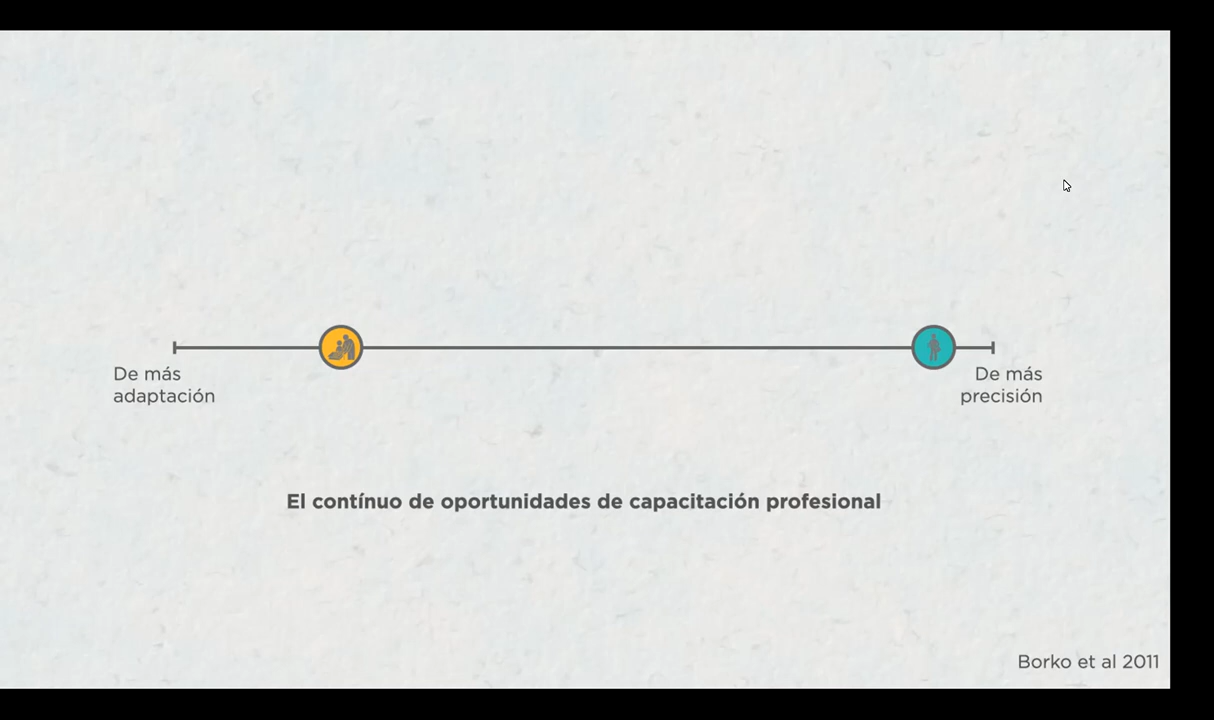 De más
adaptación
De más
precisión
El contínuo de oportunidades de capacitación profesional
Borko et al 2011